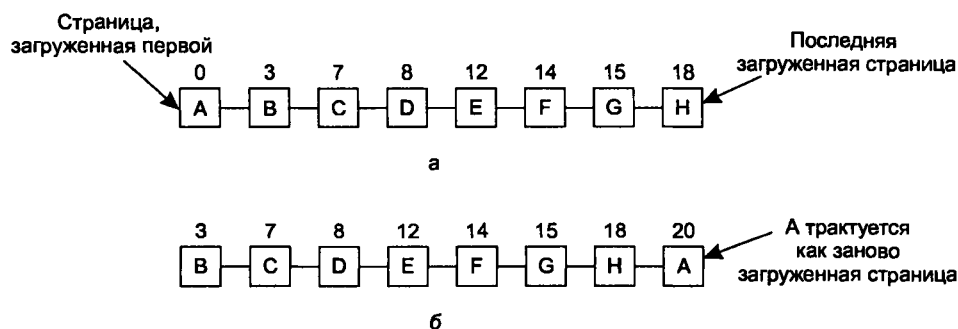 Страница,
загруженная первой
Последняя
загруженная страница
0 3 7 8 12 14 15 18
A B C D E F G H
а
3 7 8 12 14 15 18 20
B C D E F G H A
А трактуется
как заново
загруженная страница
б